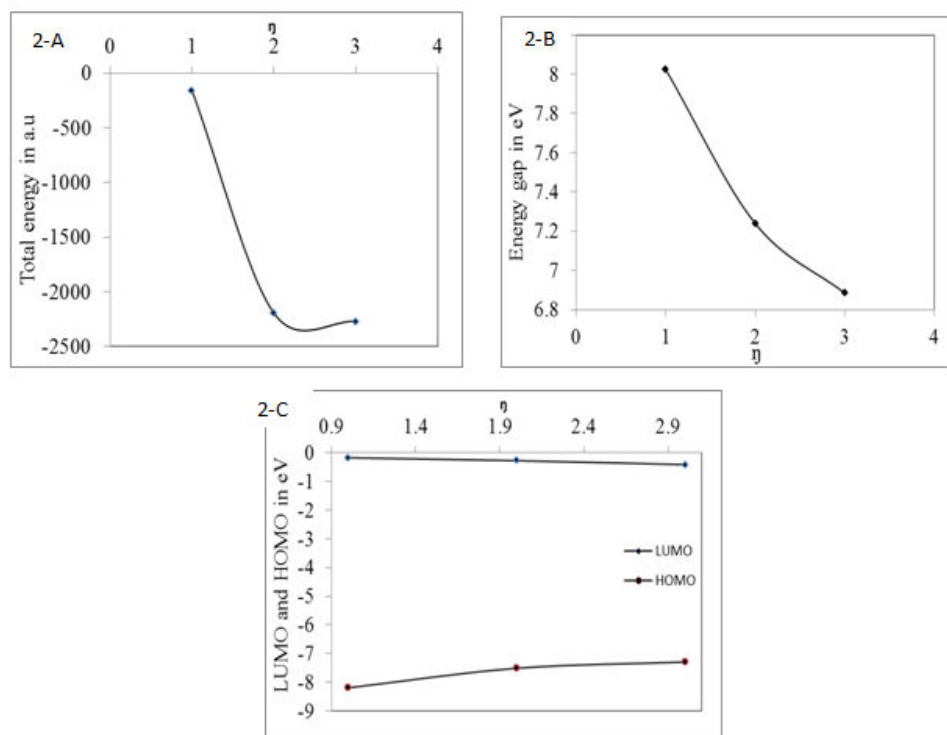 2-A
ŋ
0 1 2 3 4
0
-500
-1000
-1500
-2000
-2500
Total energy in a.u
2-B
8
7.8
7.6
7.4
7.2
7
6.8
Energy gap in eV
0 1 2 3 4
ŋ
2-C
ŋ
0.9 1.4 1.9 2.4 2.9
0
-1
-2
-3
-4
-5
-6
-7
-8
-9
LUMO and HOMO in eV
LUMO
HOMO